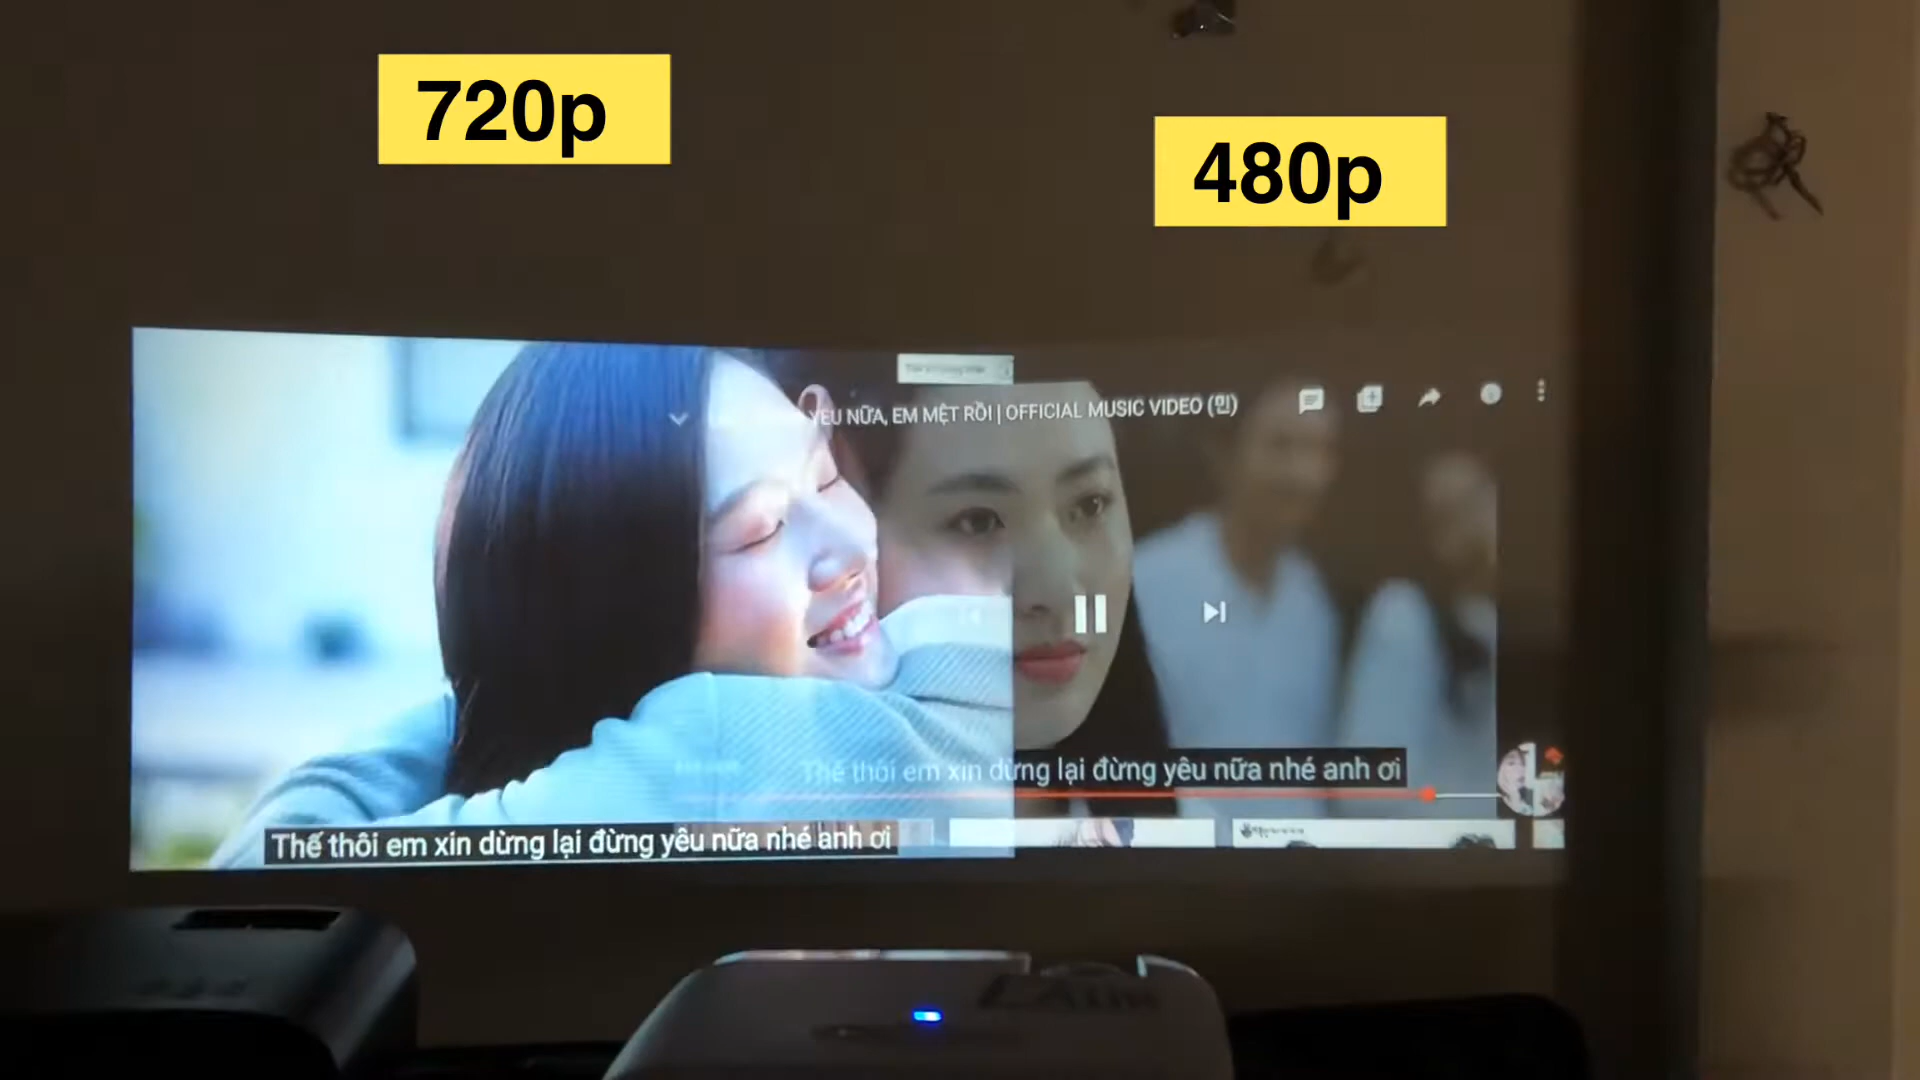 720p
480p
YÊU NỮA, EM MỆT RỒI | OFFICIAL MUSIC VIDEO (민)
Thế thôi em xin dừng lại đừng yêu nữa nhé anh ơi
Thế thôi em xin dừng lại đừng yêu nữa nhé anh ơi